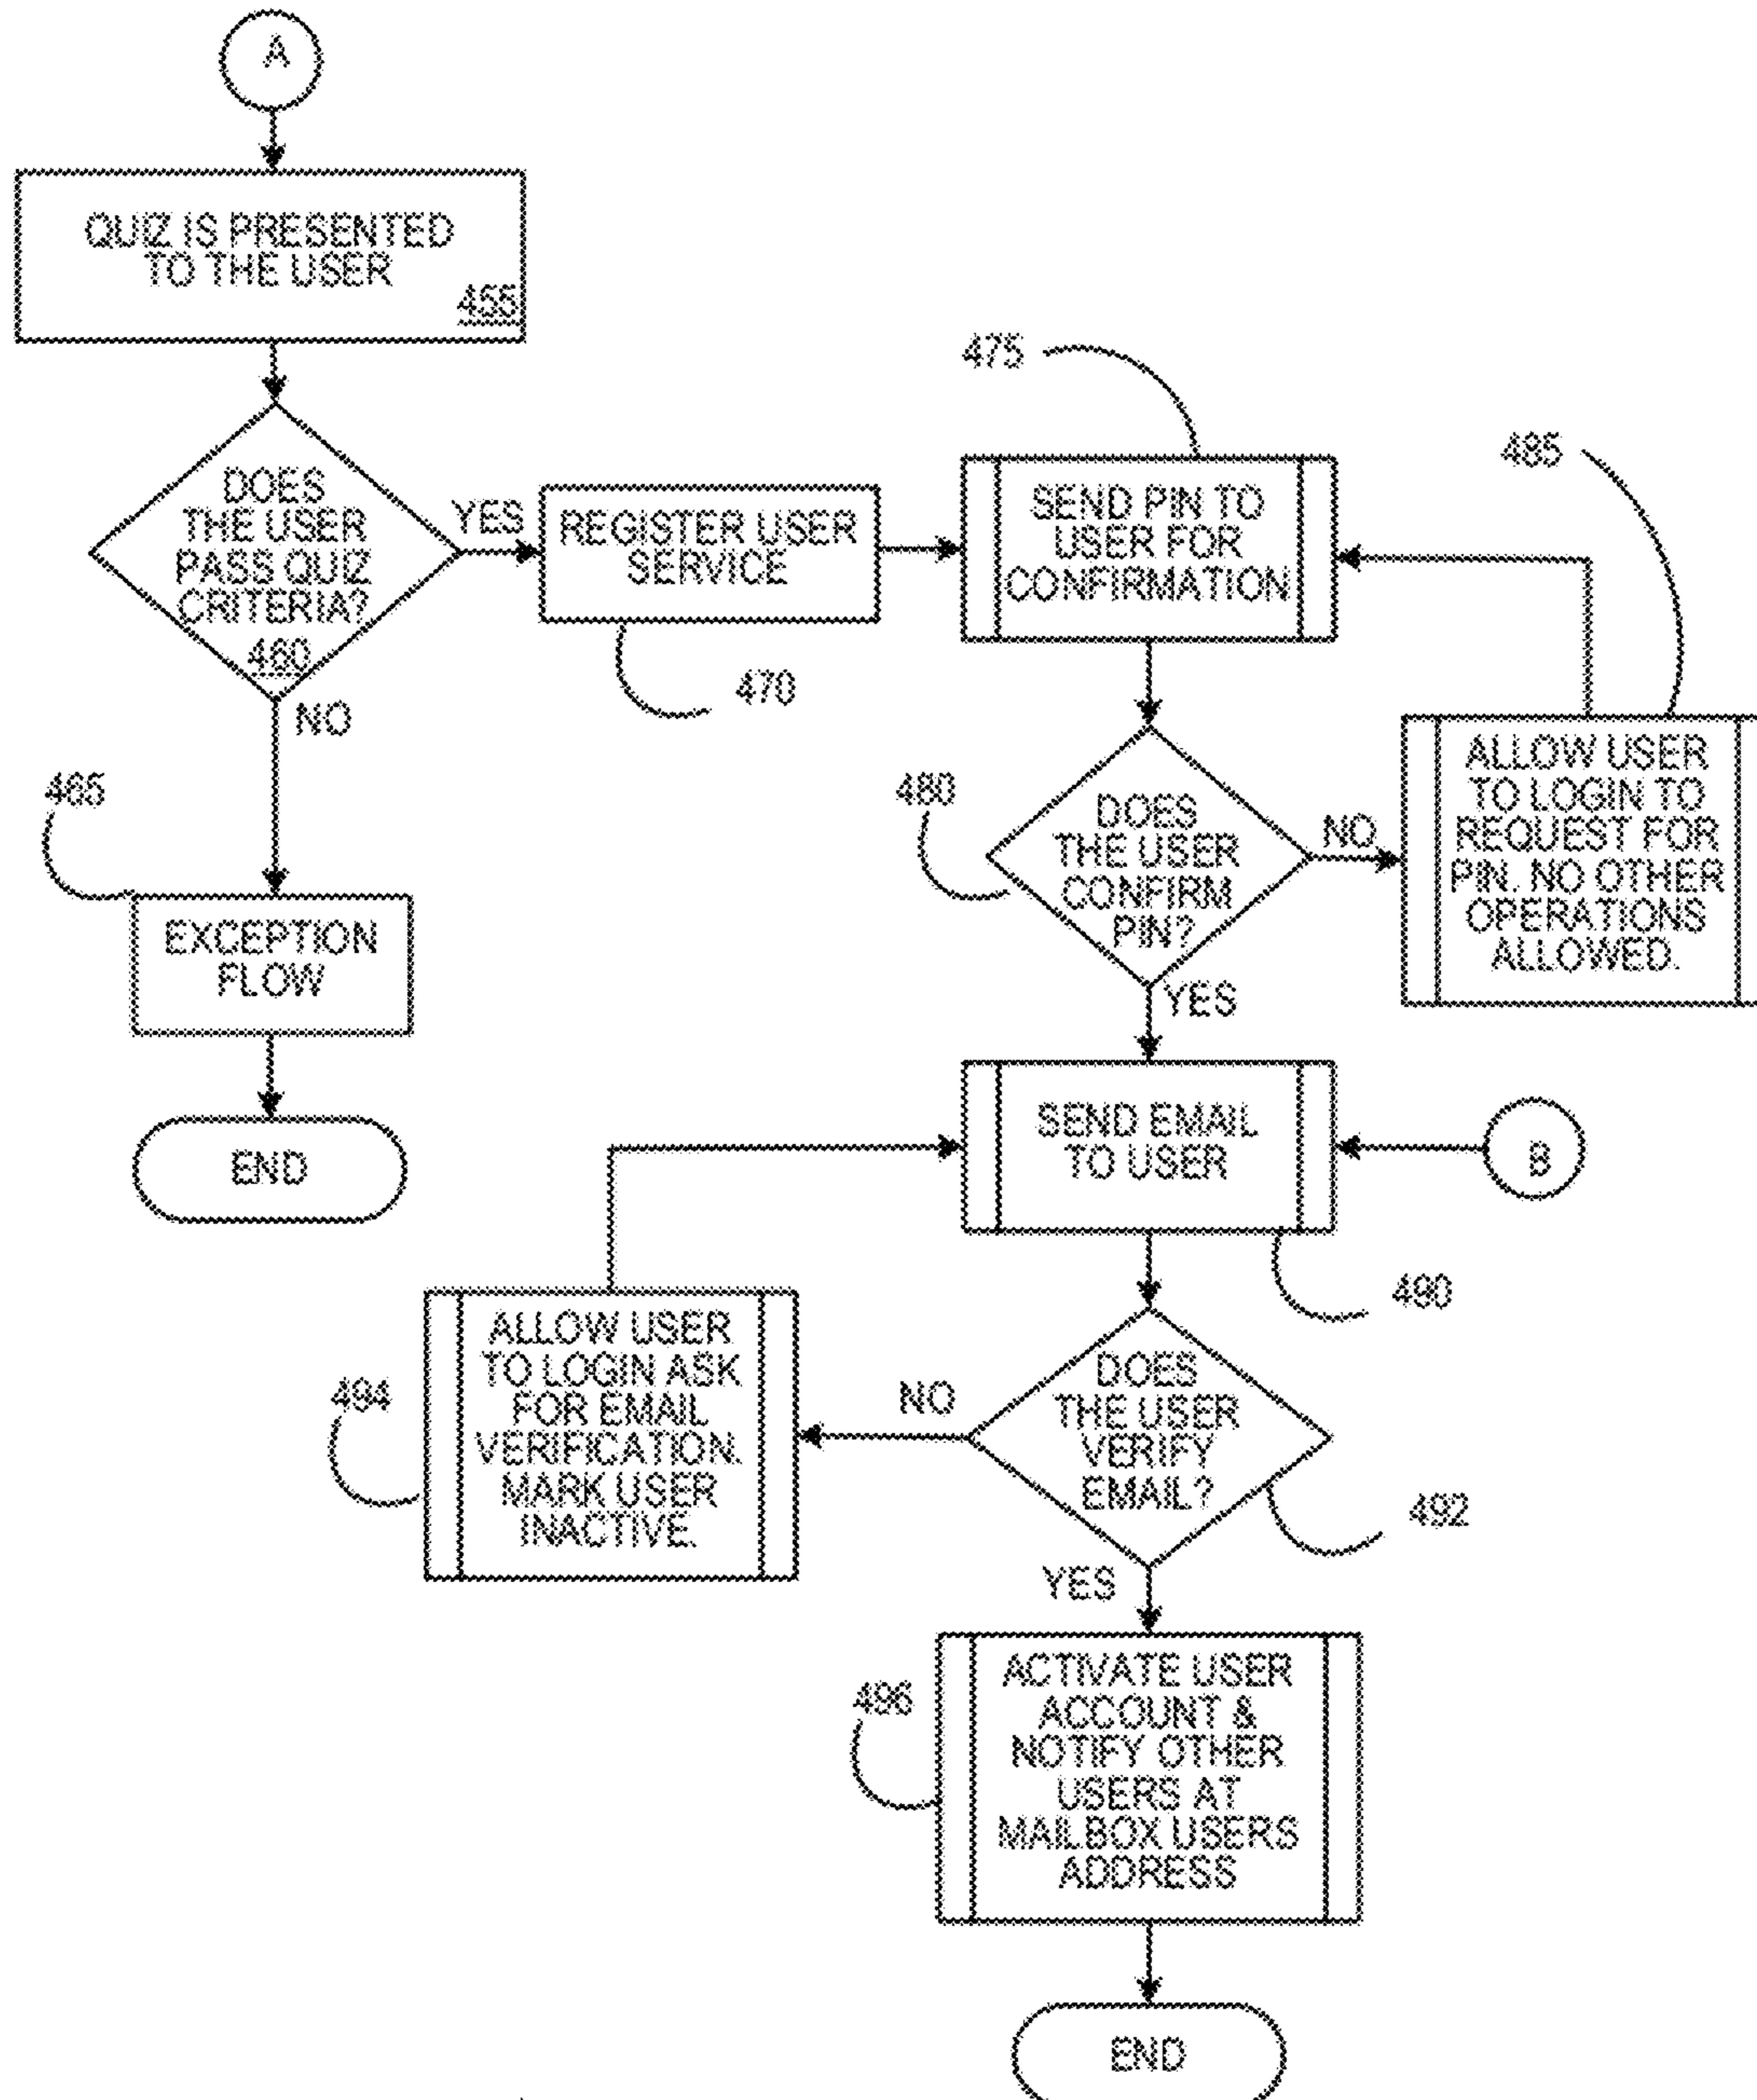 A
QUIZ IS PRESENTED
TO THE USER
455
DOES
THE USER
PASS QUIZ
CRITERIA?
460
YES
NO
REGISTER USER
SERVICE
470
475
SEND PIN TO
USER FOR
CONFIRMATION
485
ALLOW USER
TO LOGIN TO
REQUEST FOR
PIN. NO OTHER
OPERATIONS
ALLOWED.
465
EXCEPTION
FLOW
END
480
DOES
THE USER
CONFIRM
PIN?
NO
YES
SEND EMAIL
TO USER
B
490
494
ALLOW USER
TO LOGIN ASK
FOR EMAIL
VERIFICATION.
MARK USER
INACTIVE.
NO
DOES
THE USER
VERIFY
EMAIL?
492
YES
496
ACTIVATE USER
ACCOUNT &
NOTIFY OTHER
USERS AT
MAILBOX USERS
ADDRESS
END